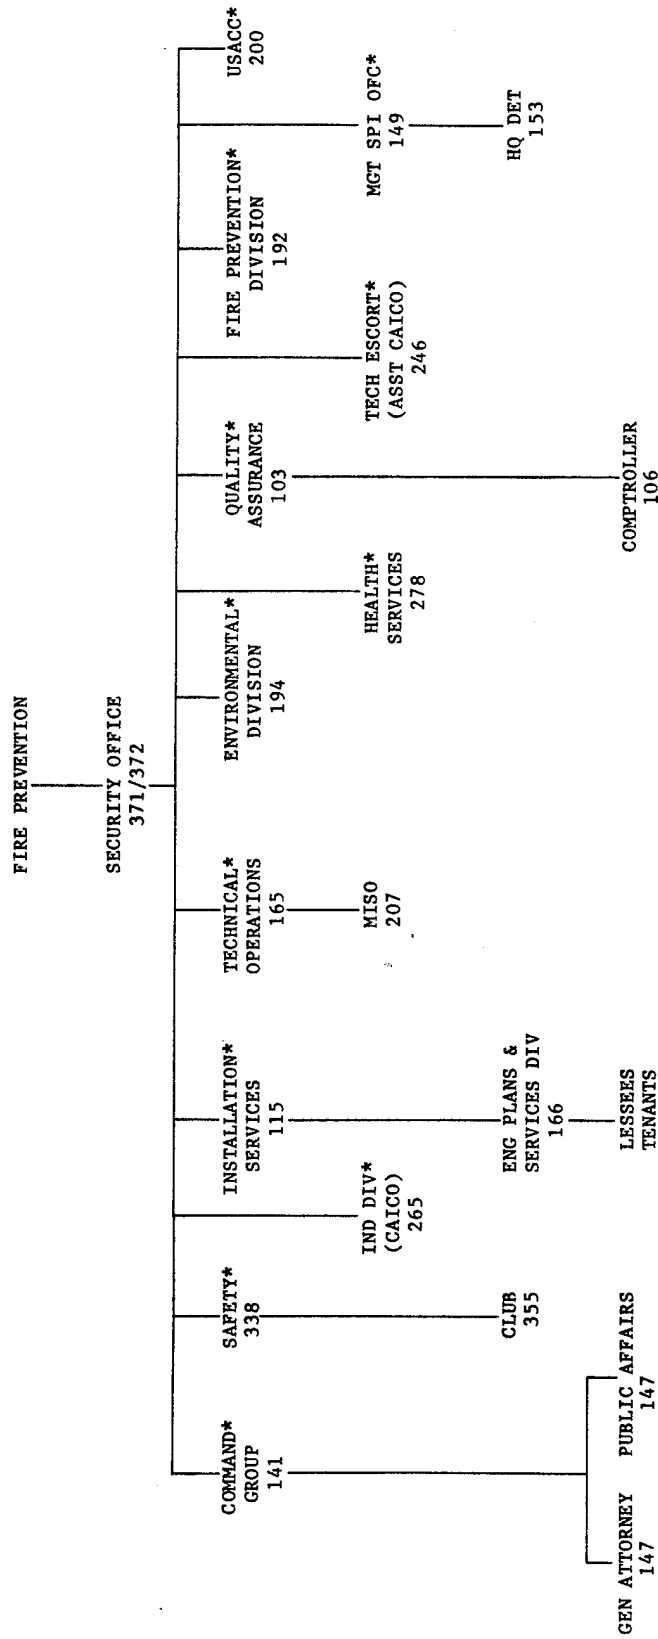 FIRE PREVENTION
SECURITY OFFICE
371/372
COMMAND*
GROUP
141
SAFETY*
338
INSTALLATION*
SERVICES
115
TECHNICAL*
OPERATIONS
165
ENVIRONMENTAL*
DIVISION
194
QUALITY*
ASSURANCE
103
FIRE PREVENTION*
DIVISION
192
USACC*
200
IND DIV*
(CAICO)
265
MISO
207
HEALTH*
SERVICES
278
TECH ESCORT*
(ASST CAICO)
246
MGT SPI OFC*
149
CLUB
355
ENG PLANS &
SERVICES DIV
166
HQ DET
153
GEN ATTORNEY
147
PUBLIC AFFAIRS
147
LESSEES
TENANTS
COMPTROLLER
106